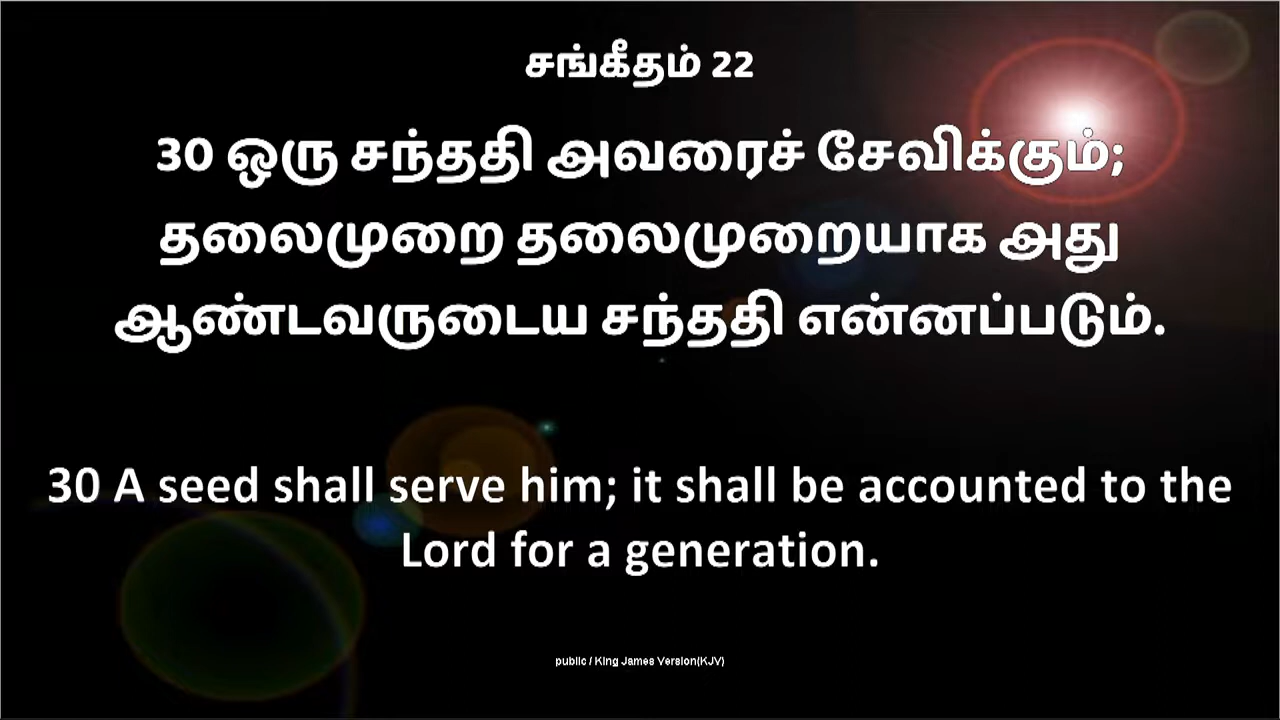 சங்கீதம் 22
30 ஒரு சந்ததி அவரைச் சேவிக்கும்;
தலைமுறை தலைமுறையாக அது
ஆண்டவருடைய சந்ததி என்னப்படும்.
30 A seed shall serve him; it shall be accounted to the
Lord for a generation.
public / King James Version(KJV)